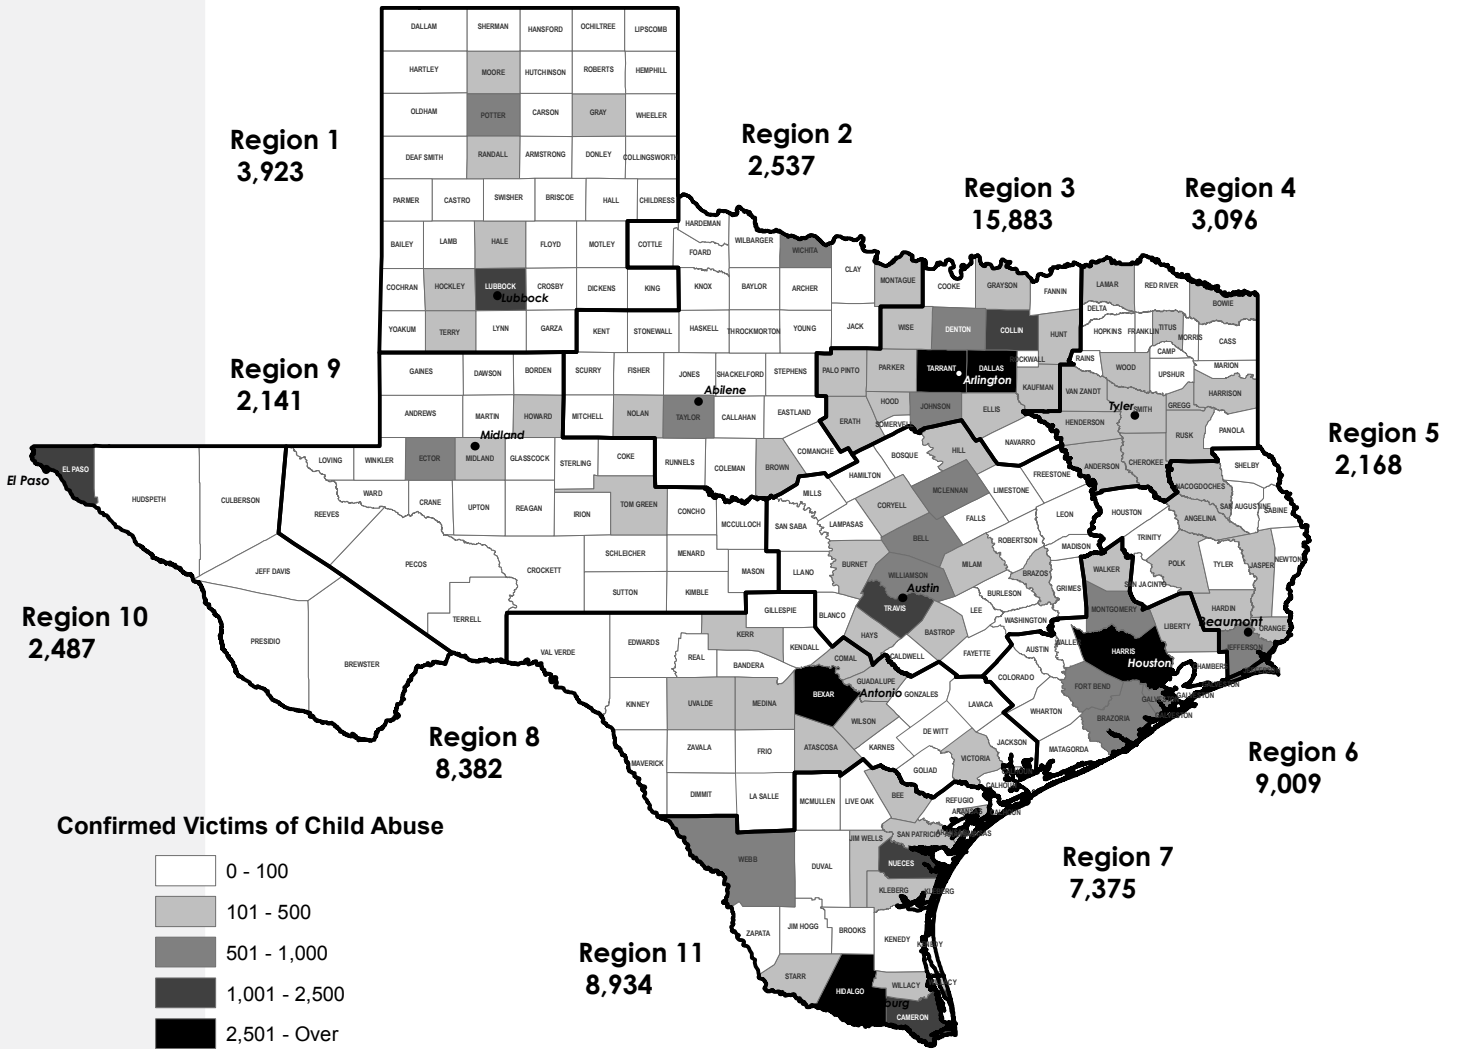 DALLAM SHERMAN HANSFORD OCHILTREE LIPSCOMB
HARTLEY MOORE HUTCHINSON ROBERTS HEMPHILL
OLDHAM POTTER CARSON GRAY WHEELER
DEAF SMITH RANDALL ARMSTRONG DONLEY COLLINGSWORTH
PARMER CASTRO SWISHER BRISCOE HALL CHILDRESS
BAILEY LAMB HALE FLOYD MOTLEY COTTLE
COCHRAN HOCKLEY LUBBOCK CROSBY DICKENS KING
Lubbock
YOAKUM TERRY LYNN GARZA KENT STONEWALL HASKELL THROCKMORTON YOUNG JACK
Region 1
3,923
Region 2
2,537
Region 3
15,883
Region 4
3,096
HARDEMAN
FOARD WILBARGER WICHITA CLAY MONTAGUE COOKE GRAYSON FANNIN LAMAR RED RIVER BOWIE
KNOX BAYLOR ARCHER
WISE DENTON COLLIN HUNT DELTA HOPKINS FRANKLIN TITUS MORRIS CASS
ROCKWALL RAINS WOOD CAMP UPSHUR MARION
PALO PINTO PARKER TARRANT DALLAS KAUFMAN VAN ZANDT SMITH GREGG HARRISON
Arlington
Tyler
Region 9
2,141
GAINES DAWSON BORDEN SCURRY FISHER JONES SHACKELFORD STEPHENS
Abilene
ANDREWS MARTIN HOWARD MITCHELL NOLAN TAYLOR CALLAHAN EASTLAND ERATH HOOD SOMERVELL JOHNSON ELLIS NAVARRO HENDERSON RUSK PANOLA
Midland
LOVING WINKLER ECTOR MIDLAND GLASSCOCK STERLING COKE RUNNELS COLEMAN BROWN COMANCHE HAMILTON BOSQUE HILL FREESTONE ANDERSON CHEROKEE
Region 5
2,168
El Paso
EL PASO HUDSPETH CULBERSON REEVES WARD CRANE UPTON REAGAN IRION TOM GREEN CONCHO MCCULLOCH
MILLS SAN SABA LAMPASAS CORYELL MCLENNAN LIMESTONE FALLS LEON HOUSTON NACOGDOCHES SHELBY SAN AUGUSTINE SABINE ANGELINA
JEFF DAVIS PECOS CROCKETT SCHLEICHER MENARD MASON LLANO BURNET BELL MILAM ROBERTSON MADISON TRINITY POLK TYLER JASPER NEWTON
SUTTON KIMBLE WILLIAMSON BRAZOS GRIMES WALKER SAN JACINTO
Austin
Region 10
2,487
PRESIDIO BREWSTER TERRELL VAL VERDE EDWARDS KERR GILLESPIE BLANCO TRAVIS LEE BURLESON WASHINGTON MONTGOMERY LIBERTY HARDIN ORANGE
Beaumont
REAL BANDERA KENDALL HAYS COMAL BASTROP CALDWELL FAYETTE AUSTIN WALLER HARRIS CHAMBERS JEFFERSON
Houston
KINNEY UVALDE MEDINA BEXAR GUADALUPE GONZALES LAVACA COLORADO WHARTON FORT BEND GALVESTON
Antonio
GALVESTON
GALVESTON
WILSON BRAZORIA
MAVERICK ZAVALA FRIO ATASCOSA KARNES DE WITT JACKSON MATAGORDA
DIMMIT LA SALLE MCMULLEN LIVE OAK BEE GOLIAD VICTORIA CALHOUN REFUGIO
Region 8
8,382
Region 6
9,009
WEBB DUVAL JIM WELLS SAN PATRICIO NUECES KLEBERG
Region 7
7,375
ZAPATA JIM HOGG BROOKS KENEDY
Region 11
8,934
STARR HIDALGO WILLACY CAMERON
burg
Confirmed Victims of Child Abuse
0 - 100
101 - 500
501 - 1,000
1,001 - 2,500
2,501 - Over